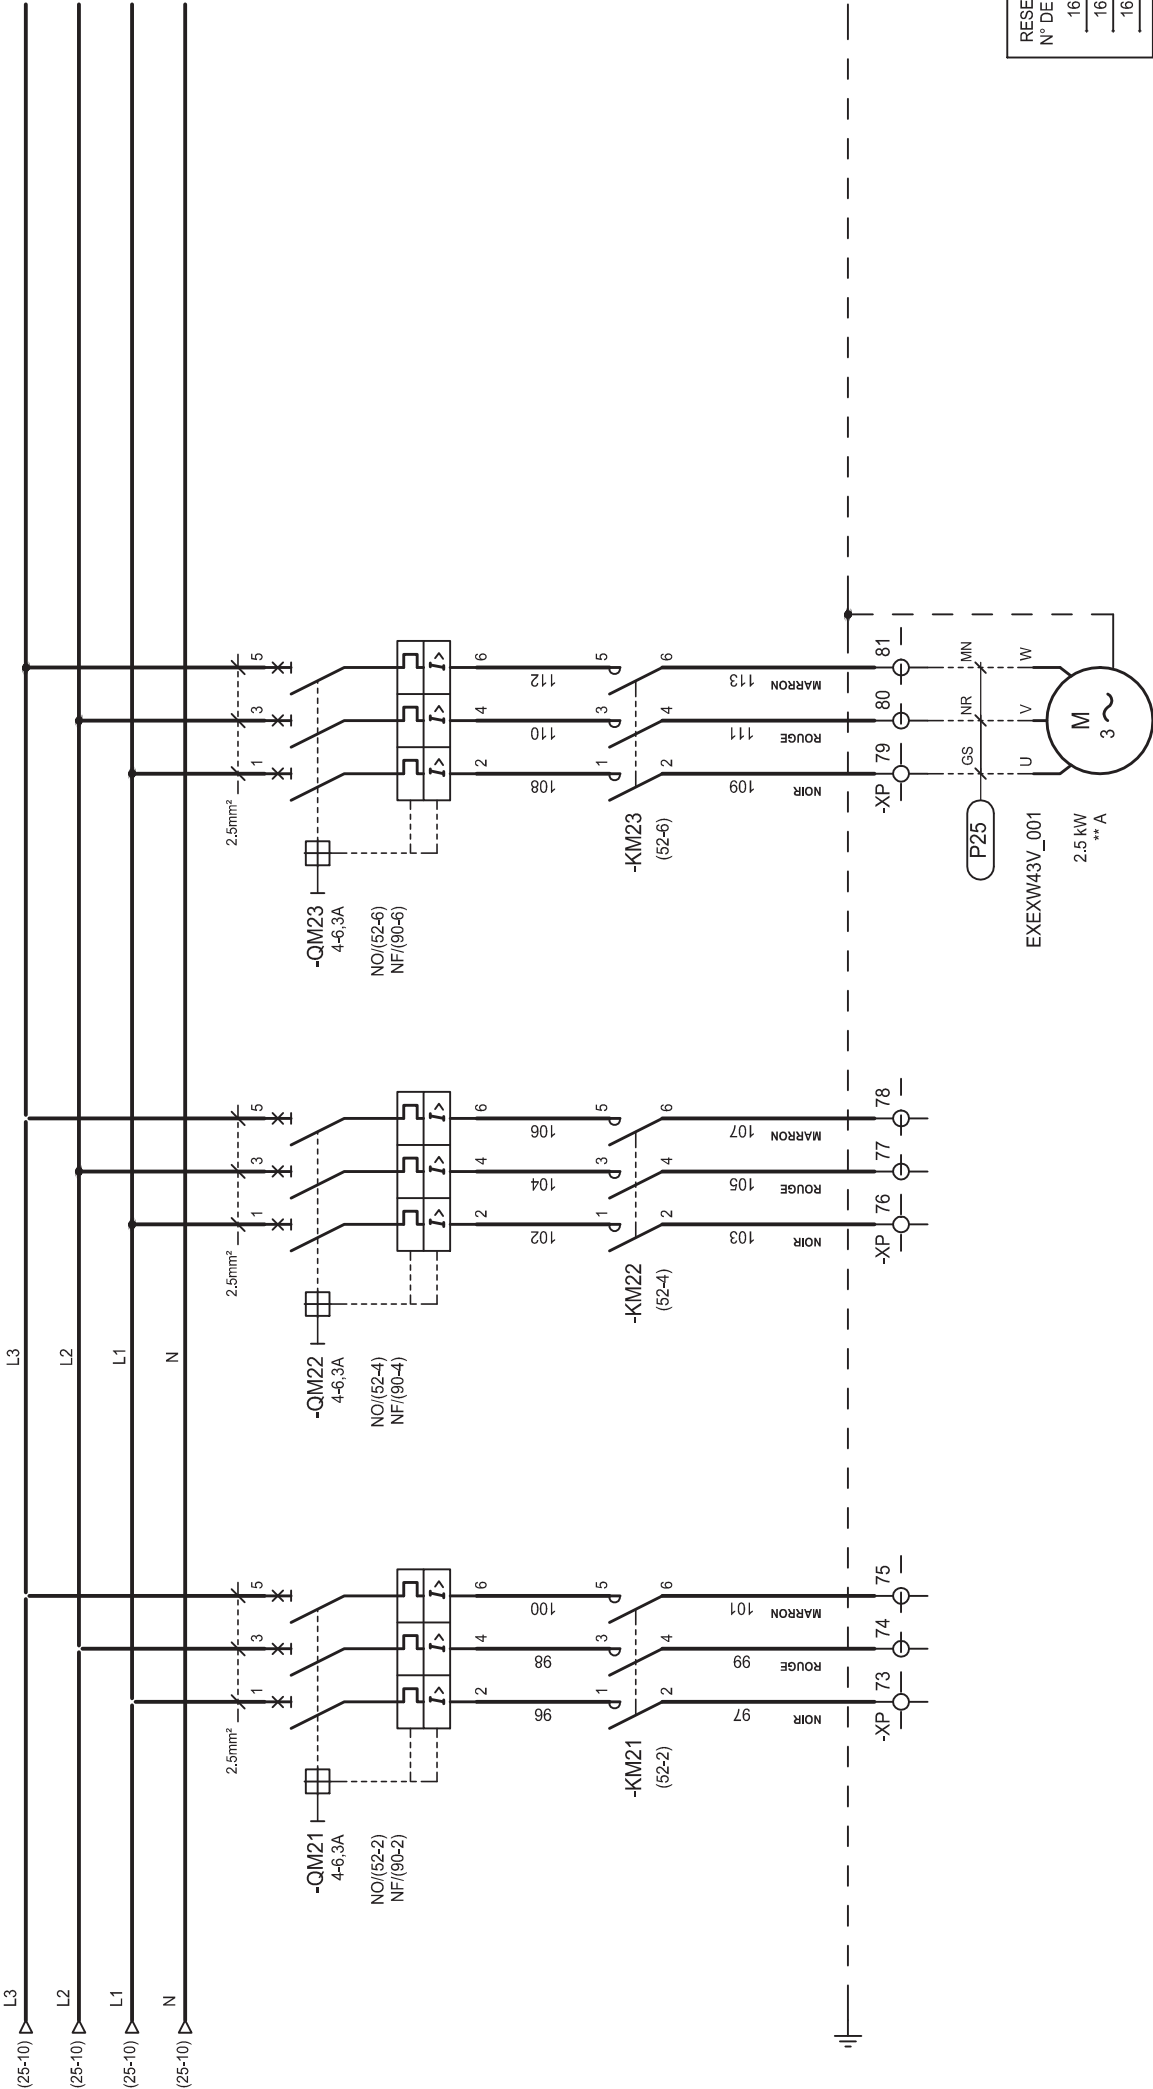 (25-10) L3 L3
(25-10) L2 L2
(25-10) L1 L1
(25-10) N N
2.5mm² 1 3 5
2.5mm² 1 3 5
2.5mm² 1 3 5
-QM21
4-6,3A
NO/(52-2)
NF/(90-2)
I> I> I>
2 4 6
96 98 100
-QM22
4-6,3A
NO/(52-4)
NF/(90-4)
I> I> I>
2 4 6
102 104 106
-QM23
4-6,3A
NO/(52-6)
NF/(90-6)
I> I> I>
2 4 6
108 110 112
-KM21
(52-2)
1 3 5
2 4 6
97 99 101
NOIR ROUGE MARRON
-KM22
(52-4)
1 3 5
2 4 6
103 105 107
NOIR ROUGE MARRON
-KM23
(52-6)
1 3 5
2 4 6
109 111 113
NOIR ROUGE MARRON
-XP 73 74 75
-XP 76 77 78
-XP 79 80 81
P25
GS NR MN
EXEXW43V_001
U V W
2.5 kW
** A
M
3 ~
RESE
N° DE
16
16
16